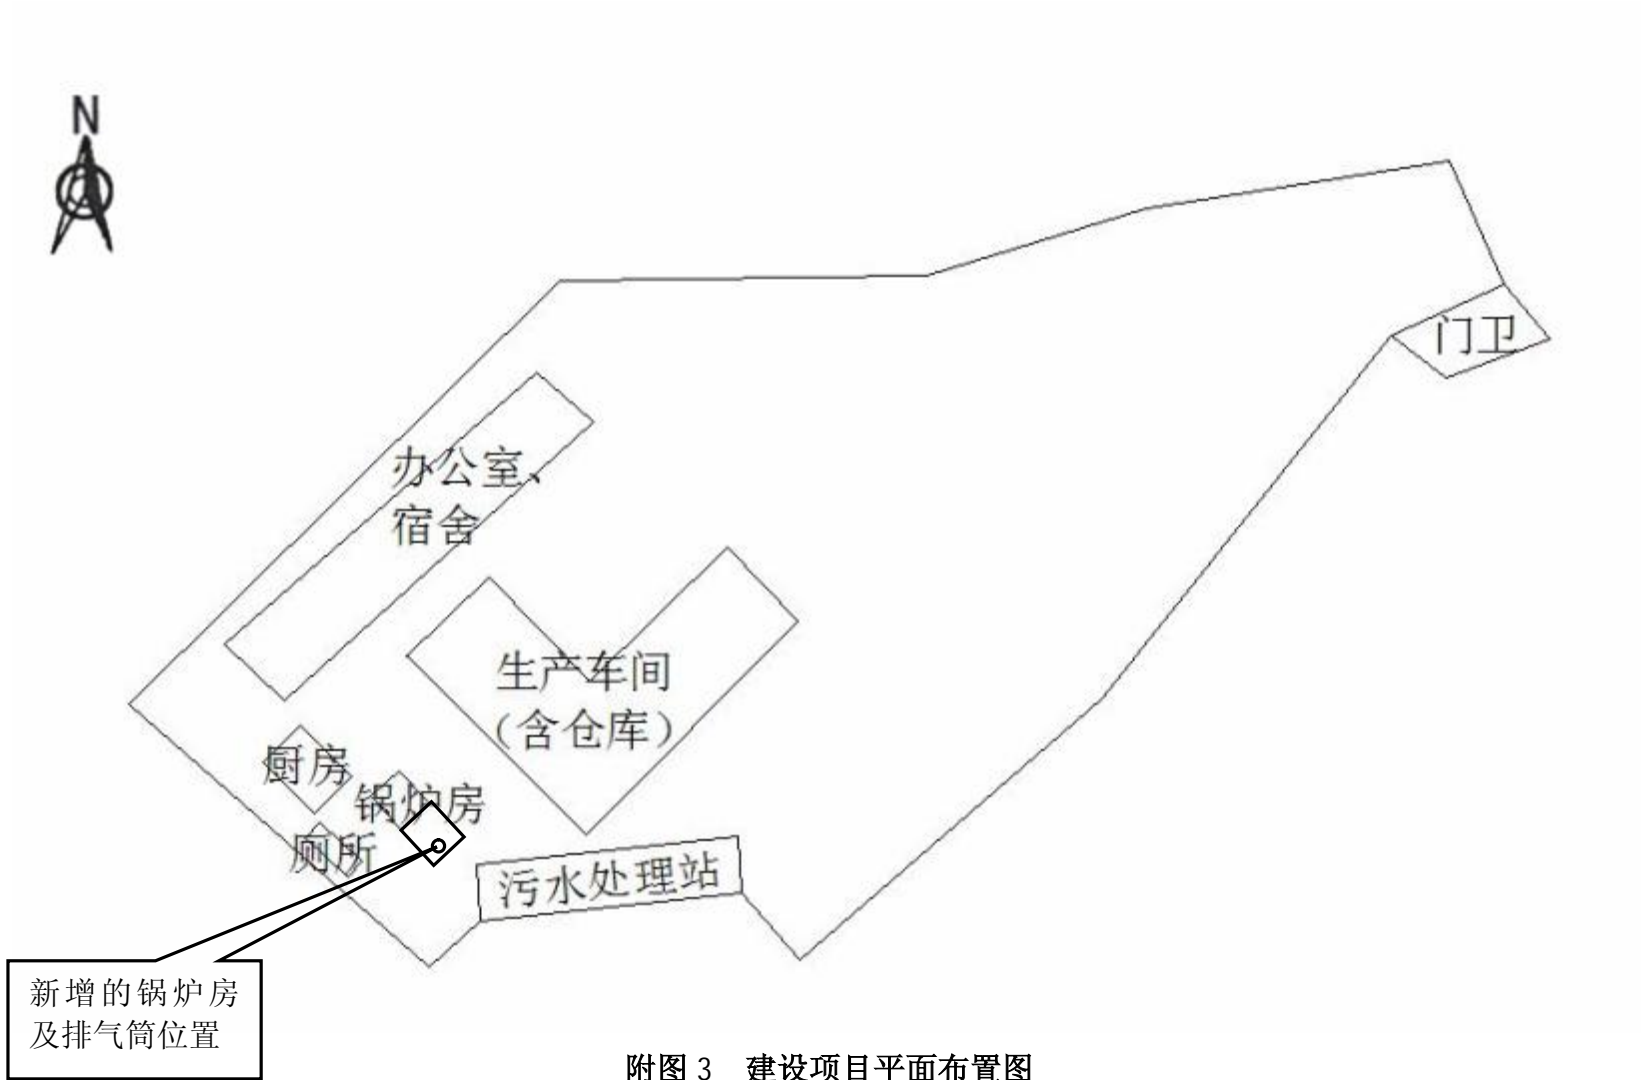 N
门卫
办公室、
宿舍
生产车间
（含仓库）
厨房
锅炉房
厕所
污水处理站
新增的锅炉房
及排气筒位置
附图 3 建设项目平面布置图